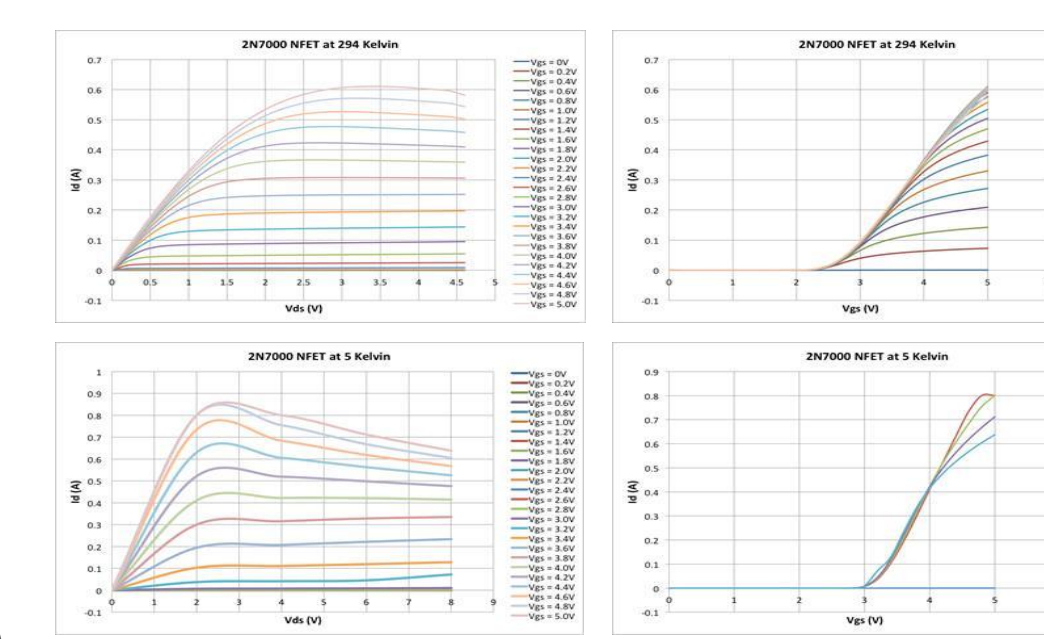 2N7000 NFET at 294 Kelvin
0.7
0.6
0.5
0.4
0.3
0.2
0.1
0
-0.1
Id (A)
0 0.5 1 1.5 2 2.5 3 3.5 4 4.5 5
Vds (V)
Vgs = 0V
Vgs = 0.2V
Vgs = 0.4V
Vgs = 0.6V
Vgs = 0.8V
Vgs = 1.0V
Vgs = 1.2V
Vgs = 1.4V
Vgs = 1.6V
Vgs = 1.8V
Vgs = 2.0V
Vgs = 2.2V
Vgs = 2.4V
Vgs = 2.6V
Vgs = 2.8V
Vgs = 3.0V
Vgs = 3.2V
Vgs = 3.4V
Vgs = 3.6V
Vgs = 3.8V
Vgs = 4.0V
Vgs = 4.2V
Vgs = 4.4V
Vgs = 4.6V
Vgs = 4.8V
Vgs = 5.0V
2N7000 NFET at 294 Kelvin
0.7
0.6
0.5
0.4
0.3
0.2
0.1
0
-0.1
Id (A)
0 1 2 3 4 5
Vgs (V)
2N7000 NFET at 5 Kelvin
1
0.9
0.8
0.7
0.6
0.5
0.4
0.3
0.2
0.1
0
-0.1
Id (A)
0 1 2 3 4 5 6 7 8 9
Vds (V)
Vgs = 0V
Vgs = 0.2V
Vgs = 0.4V
Vgs = 0.6V
Vgs = 0.8V
Vgs = 1.0V
Vgs = 1.2V
Vgs = 1.4V
Vgs = 1.6V
Vgs = 1.8V
Vgs = 2.0V
Vgs = 2.2V
Vgs = 2.4V
Vgs = 2.6V
Vgs = 2.8V
Vgs = 3.0V
Vgs = 3.2V
Vgs = 3.4V
Vgs = 3.6V
Vgs = 3.8V
Vgs = 4.0V
Vgs = 4.2V
Vgs = 4.4V
Vgs = 4.6V
Vgs = 4.8V
Vgs = 5.0V
2N7000 NFET at 5 Kelvin
0.9
0.8
0.7
0.6
0.5
0.4
0.3
0.2
0.1
0
-0.1
Id (A)
0 1 2 3 4 5
Vgs (V)